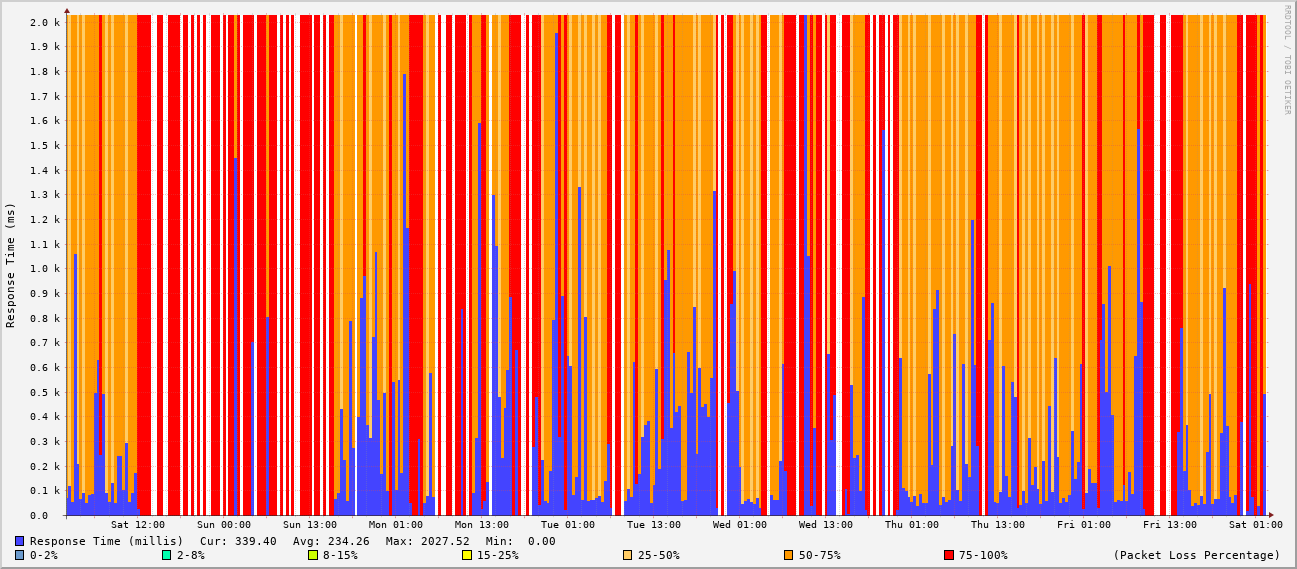 2.0 k
1.9 k
1.8 k
1.7 k
1.6 k
1.5 k
1.4 k
1.3 k
1.2 k
1.1 k
1.0 k
0.9 k
0.8 k
0.7 k
0.6 k
0.5 k
0.4 k
0.3 k
0.2 k
0.1 k
0.0
Response Time (ms)
RRDTOOL / TOBI OETIKER
Sat 12:00 Sun 00:00 Sun 13:00 Mon 01:00 Mon 13:00 Tue 01:00 Tue 13:00 Wed 01:00 Wed 13:00 Thu 01:00 Thu 13:00 Fri 01:00 Fri 13:00 Sat 01:00
Response Time (millis) Cur: 339.40 Avg: 234.26 Max: 2027.52 Min: 0.00
0-2% 2-8% 8-15% 15-25% 25-50% 50-75% 75-100% (Packet Loss Percentage)